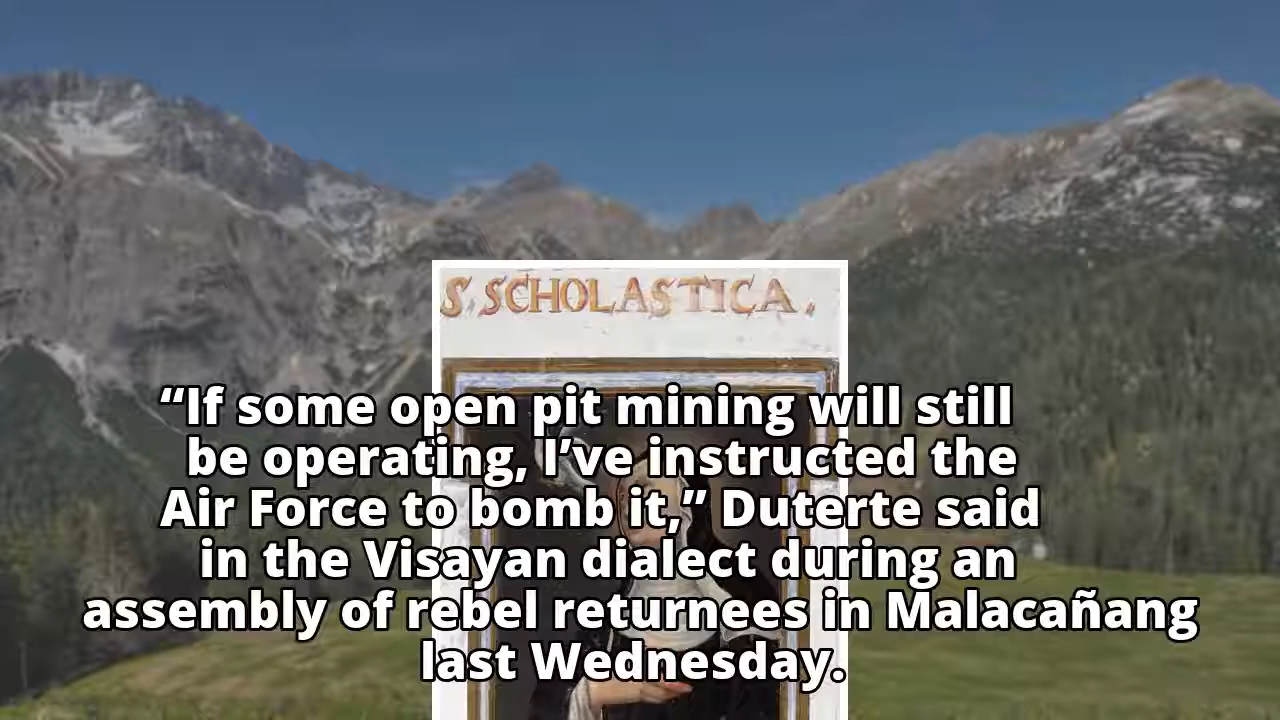 S. SCHOLASTICA.
“If some open pit mining will still
be operating, I’ve instructed the
Air Force to bomb it,” Duterte said
in the Visayan dialect during an
assembly of rebel returnees in Malacañang
last Wednesday.